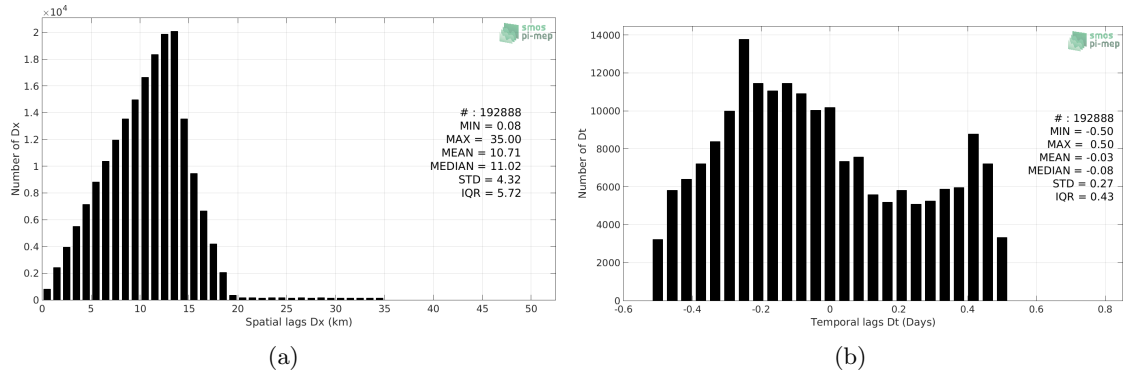 ×10⁴
2
1.8
1.6
1.4
1.2
1
0.8
0.6
0.4
0.2
0
Number of Dx
0 5 10 15 20 25 30 35 40 45 50
Spatial lags Dx (km)
smos
pi-mep
# : 192888
MIN = 0.08
MAX = 35.00
MEAN = 10.71
MEDIAN = 11.02
STD = 4.32
IQR = 5.72
(a)
14000
12000
10000
8000
6000
4000
2000
0
Number of Dt
-0.6 -0.4 -0.2 0 0.2 0.4 0.6 0.8
Temporal lags Dt (Days)
smos
pi-mep
# : 192888
MIN = -0.50
MAX = 0.50
MEAN = -0.03
MEDIAN = -0.08
STD = 0.27
IQR = 0.43
(b)